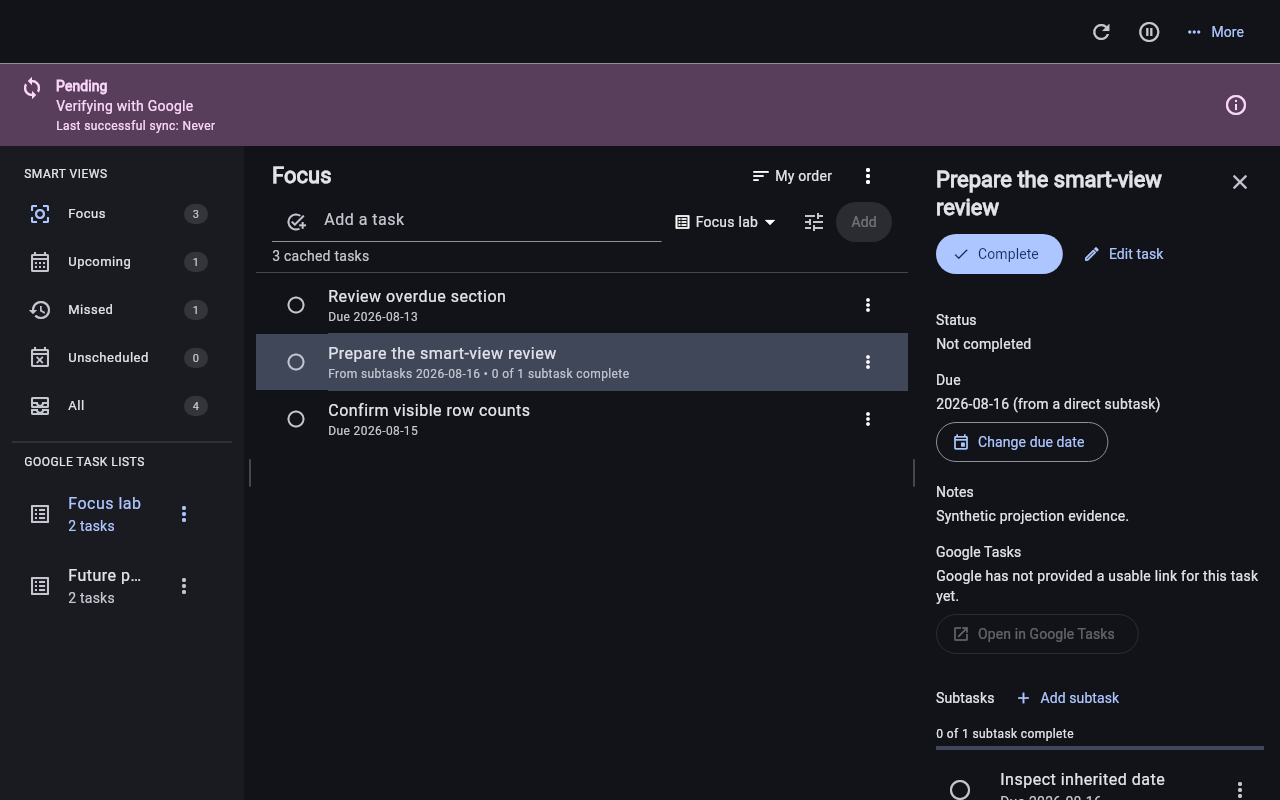 More
Pending
Verifying with Google
Last successful sync: Never
SMART VIEWS
Focus 3
Upcoming 1
Missed 1
Unscheduled 0
All 4
GOOGLE TASK LISTS
Focus lab
2 tasks
Future p...
2 tasks
Focus
My order
Add a task
Focus lab
Add
3 cached tasks
Review overdue section
Due 2026-08-13
Prepare the smart-view review
From subtasks 2026-08-16 • 0 of 1 subtask complete
Confirm visible row counts
Due 2026-08-15
Prepare the smart-view
review
Complete
Edit task
Status
Not completed
Due
2026-08-16 (from a direct subtask)
Change due date
Notes
Synthetic projection evidence.
Google Tasks
Google has not provided a usable link for this task
yet.
Open in Google Tasks
Subtasks
Add subtask
0 of 1 subtask complete
Inspect inherited date
Due 2026-08-16